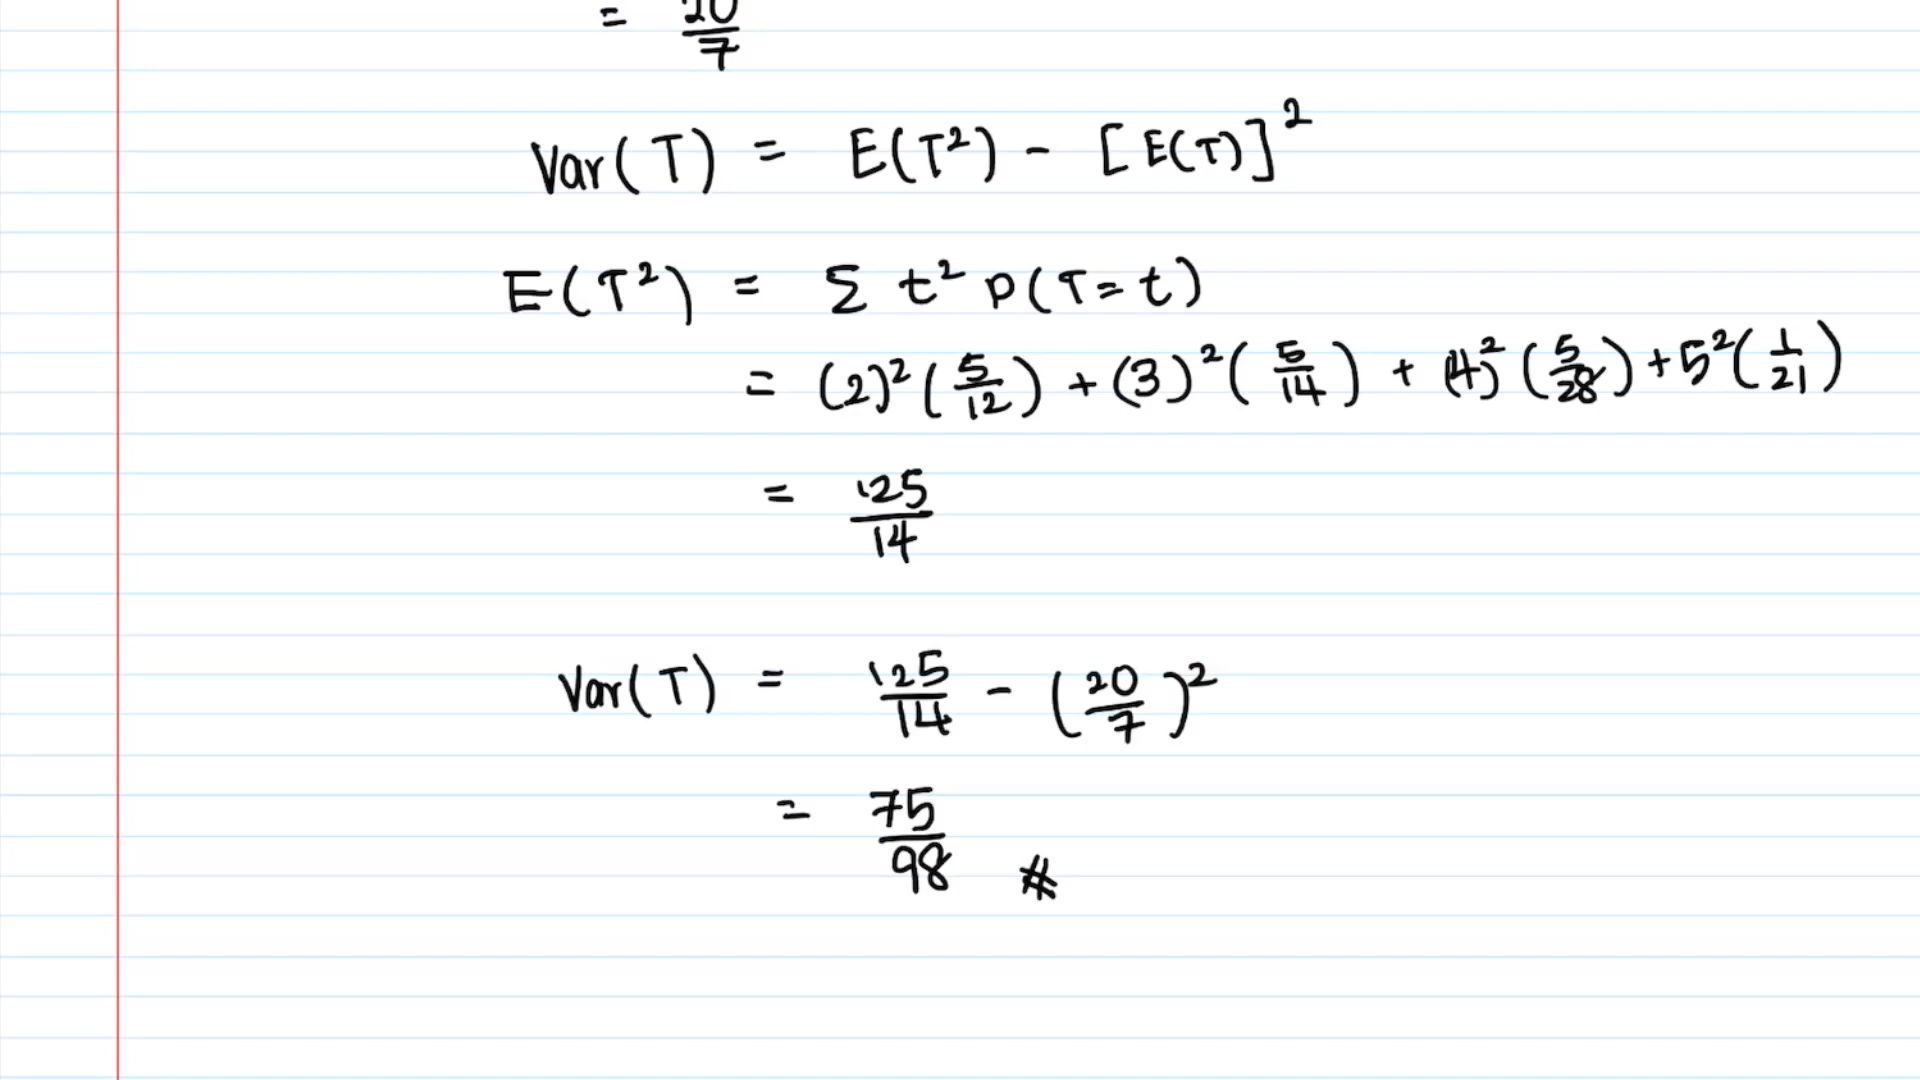 = 20/7
Var(T) = E(T²) - [E(T)]²
E(T²) = Σ t² P(T=t)
= (2)² (5/12) + (3)² (5/14) + (4)² (5/28) + 5² (1/21)
= 125/14
Var(T) = 125/14 - (20/7)²
= 75/98 #